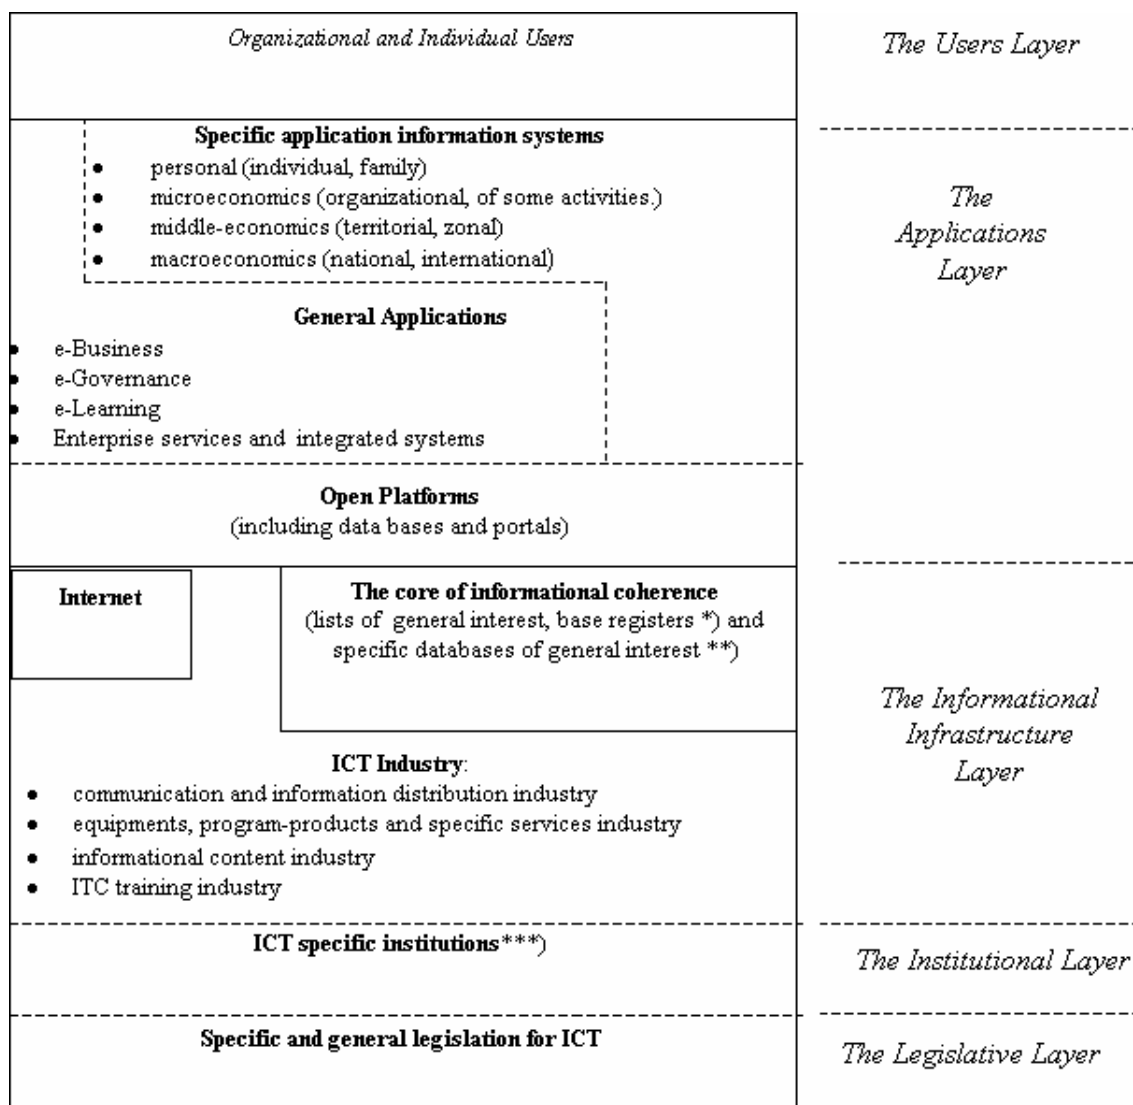 Organizational and Individual Users
The Users Layer
Specific application information systems
● personal (individual, family)
● microeconomics (organizational, of some activities.)
● middle-economics (territorial, zonal)
● macroeconomics (national, international)
The
Applications
Layer
General Applications
● e-Business
● e-Governance
● e-Learning
● Enterprise services and integrated systems
Open Platforms
(including data bases and portals)
Internet
The core of informational coherence
(lists of general interest, base registers *) and
specific databases of general interest **)
The Informational
Infrastructure
Layer
ICT Industry:
● communication and information distribution industry
● equipments, program-products and specific services industry
● informational content industry
● ITC training industry
ICT specific institutions***)
The Institutional Layer
Specific and general legislation for ICT
The Legislative Layer